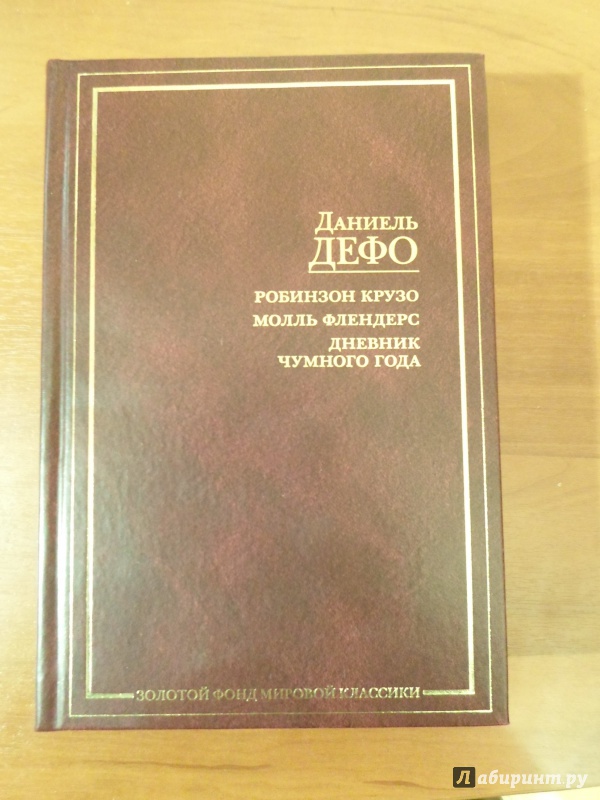 Даниель
ДЕФО
РОБИНЗОН КРУЗО
МОЛЛЬ ФЛЕНДЕРС
ДНЕВНИК
ЧУМНОГО ГОДА
ЗОЛОТОЙ ФОНД МИРОВОЙ КЛАССИКИ
Лабиринт.ру